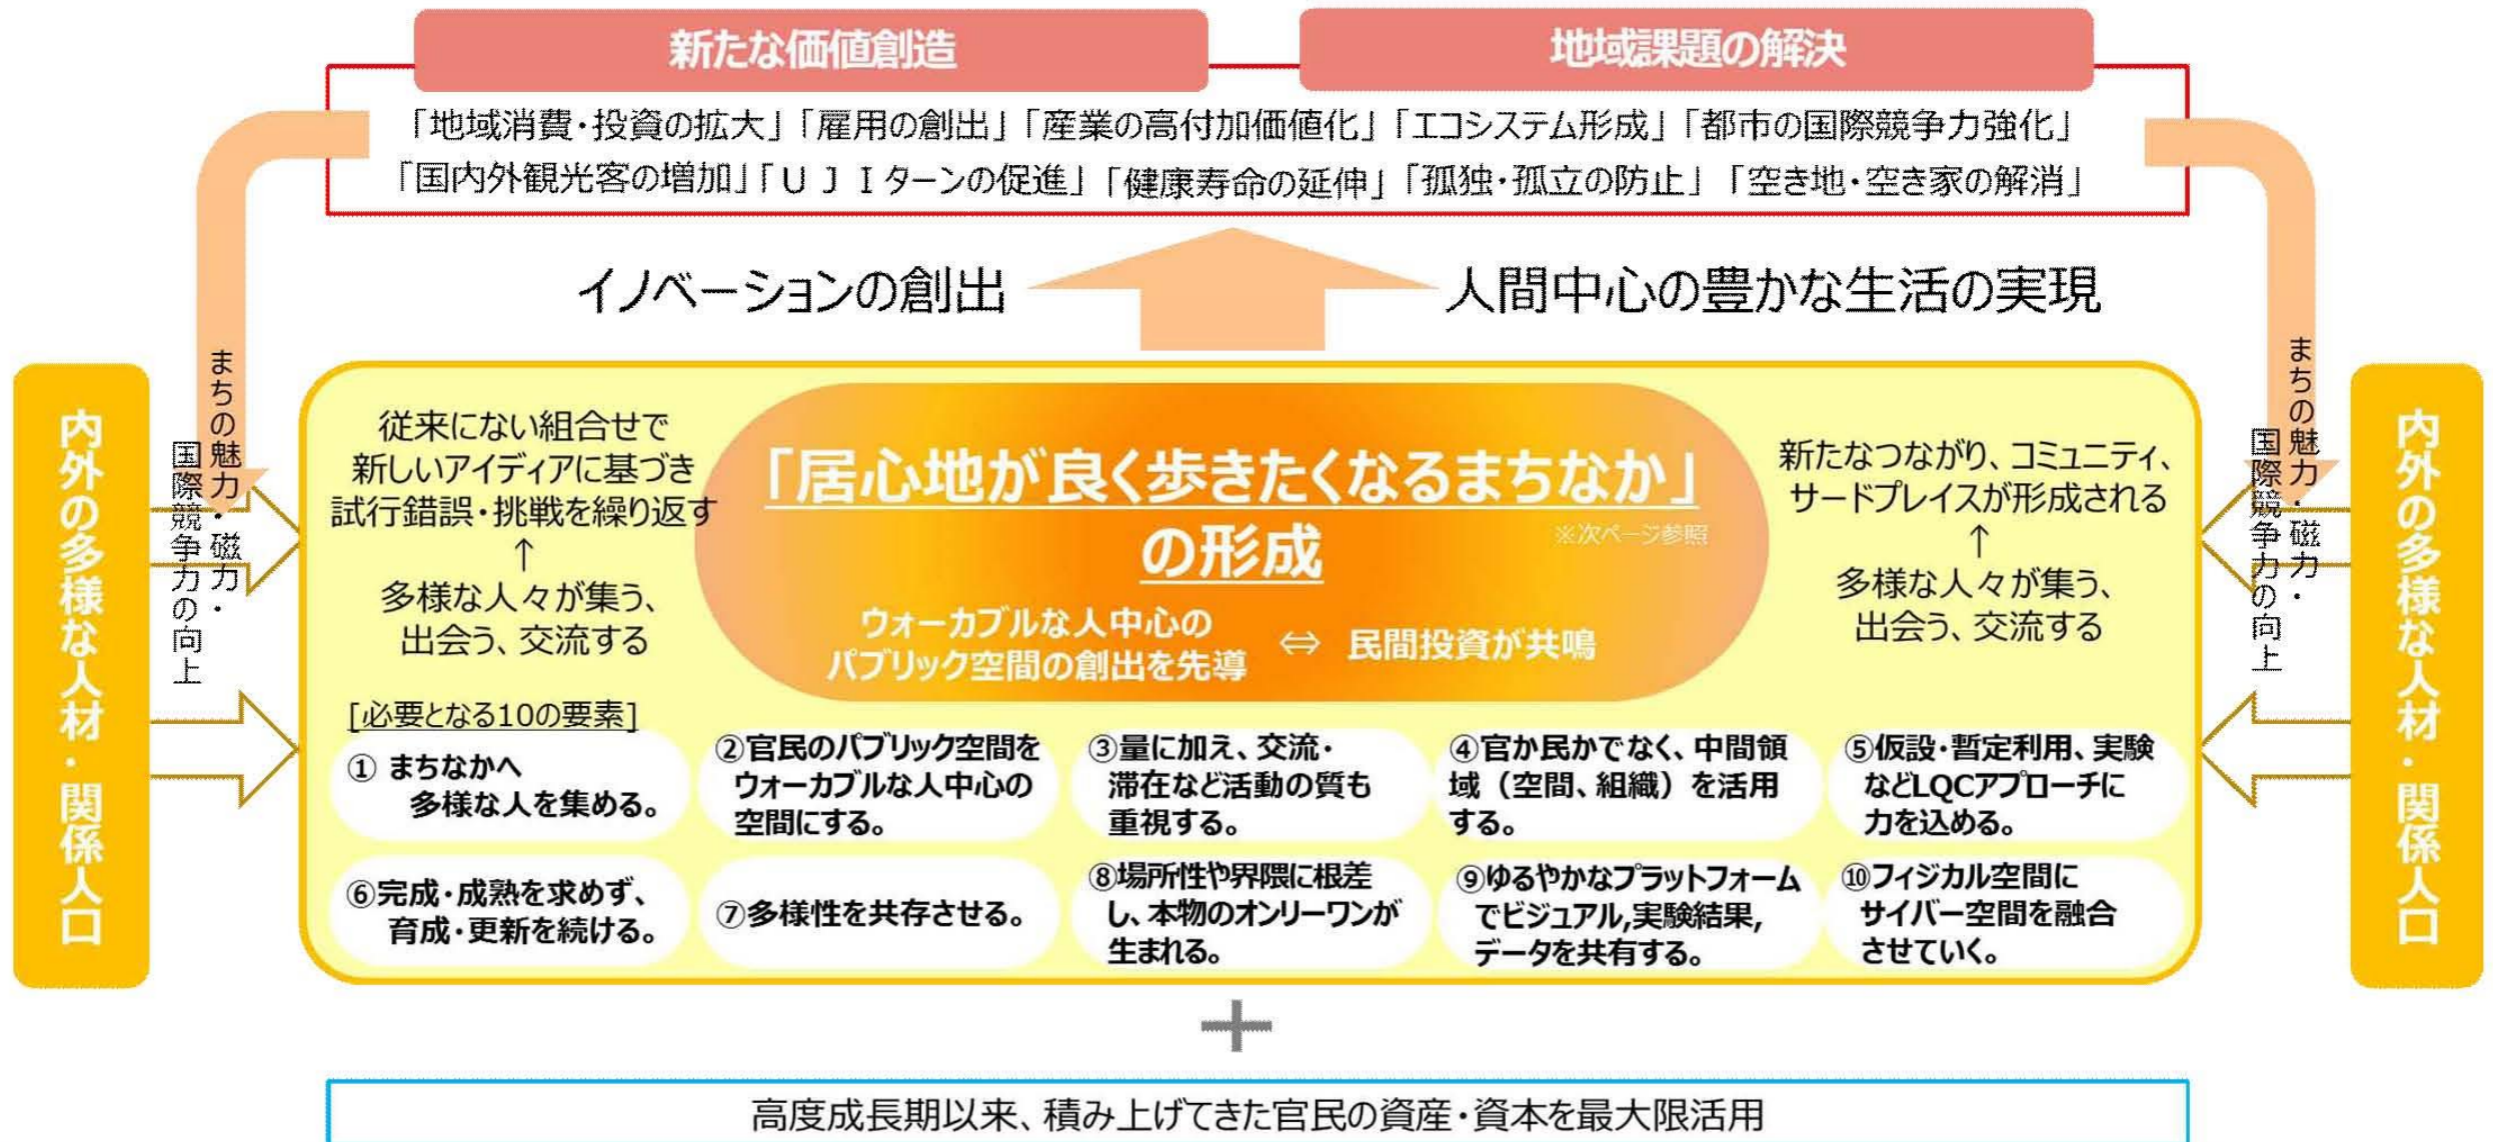 新たな価値創造
地域課題の解決
「地域消費・投資の拡大」「雇用の創出」「産業の高付加価値化」「エコシステム形成」「都市の国際競争力強化」
「国内外観光客の増加」「ＵＪＩターンの促進」「健康寿命の延伸」「孤独・孤立の防止」「空き地・空き家の解消」
イノベーションの創出
人間中心の豊かな生活の実現
内外の多様な人材・関係人口
まちの魅力・磁力・
国際競争力の向上
従来にない組合せで
新しいアイディアに基づき
試行錯誤・挑戦を繰り返す
↑
多様な人々が集う、
出会う、交流する
「居心地が良く歩きたくなるまちなか」
の形成
※次ページ参照
ウォーカブルな人中心の
パブリック空間の創出を先導
⇔ 民間投資が共鳴
新たなつながり、コミュニティ、
サードプレイスが形成される
↑
多様な人々が集う、
出会う、交流する
まちの魅力・磁力・
国際競争力の向上
内外の多様な人材・関係人口
[必要となる10の要素]
① まちなかへ
多様な人を集める。
②官民のパブリック空間を
ウォーカブルな人中心の
空間にする。
③量に加え、交流・
滞在など活動の質も
重視する。
④官か民かでなく、中間領
域（空間、組織）を活用
する。
⑤仮設・暫定利用、実験
などLQCアプローチに
力を込める。
⑥完成・成熟を求めず、
育成・更新を続ける。
⑦多様性を共存させる。
⑧場所性や界隈に根差
し、本物のオンリーワンが
生まれる。
⑨ゆるやかなプラットフォーム
でビジュアル,実験結果,
データを共有する。
⑩フィジカル空間に
サイバー空間を融合
させていく。
＋
高度成長期以来、積み上げてきた官民の資産・資本を最大限活用